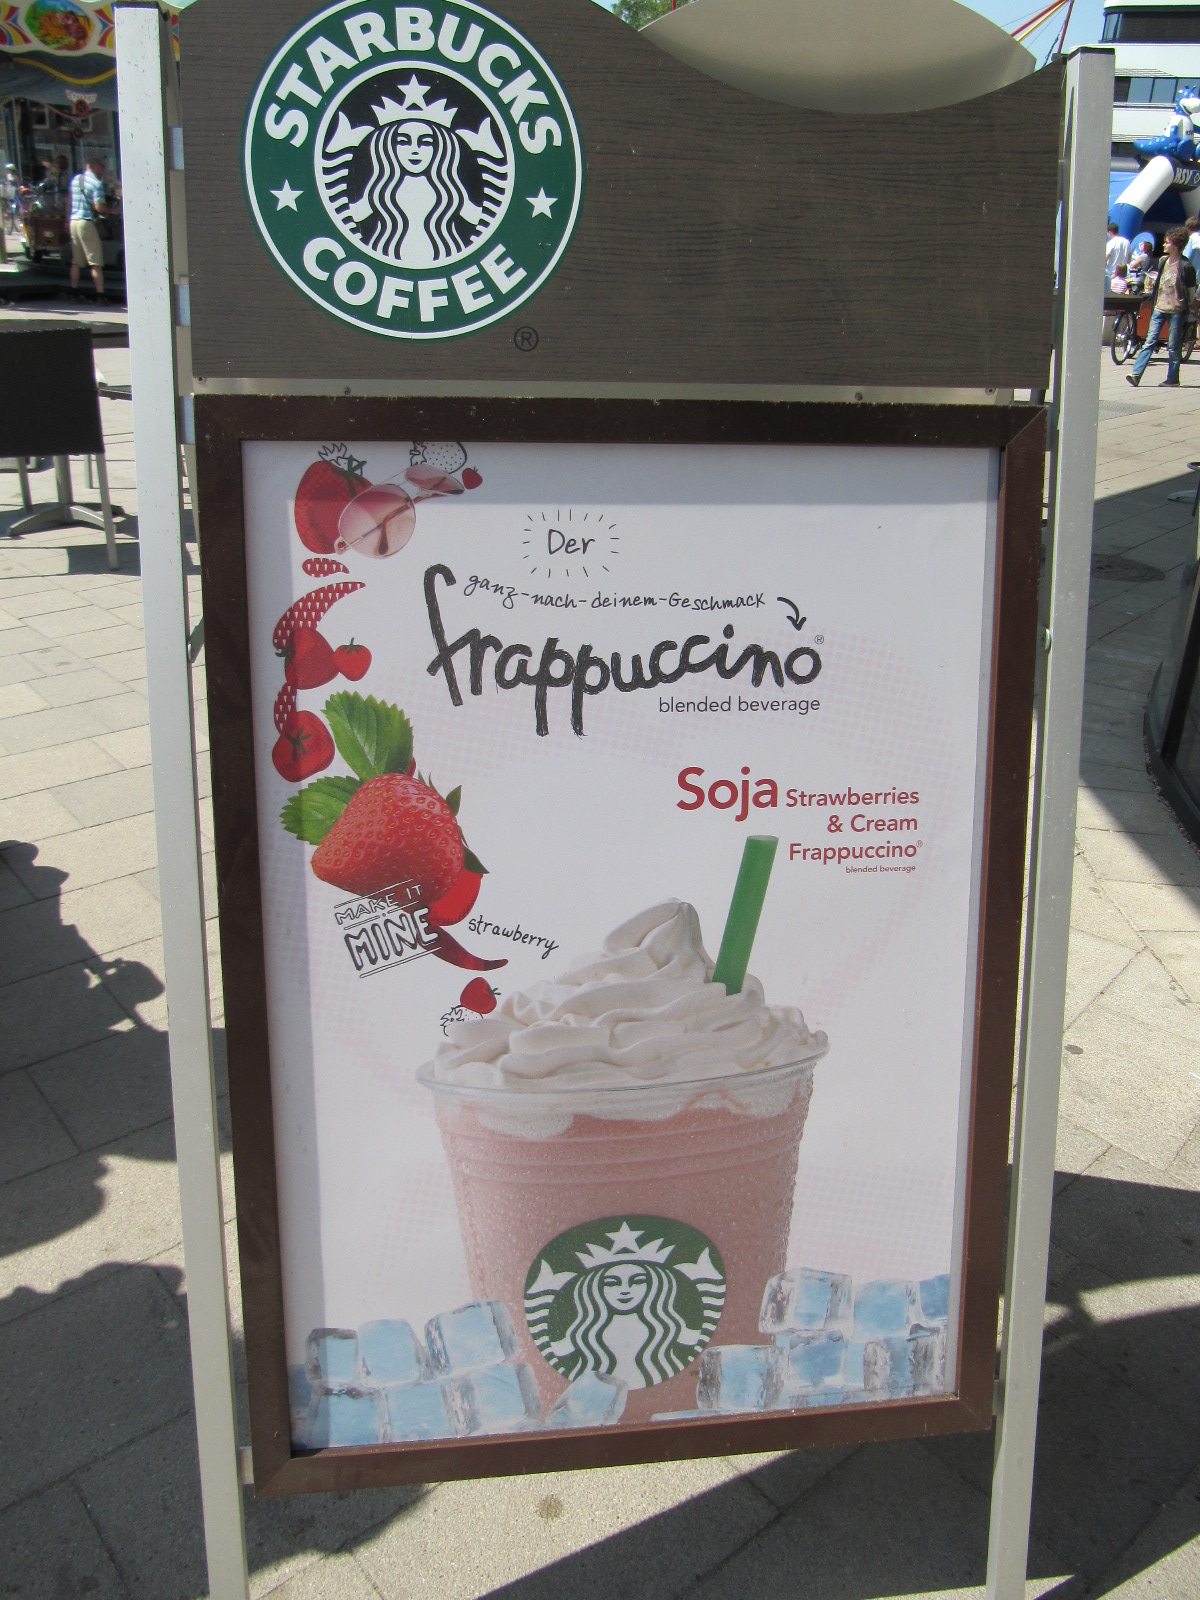 STARBUCKS
COFFEE
®
Der
ganz-nach-deinem-Geschmack
frappuccino®
blended beverage
Soja Strawberries
& Cream
Frappuccino®
blended beverage
MAKE IT
MINE
strawberry
HSV